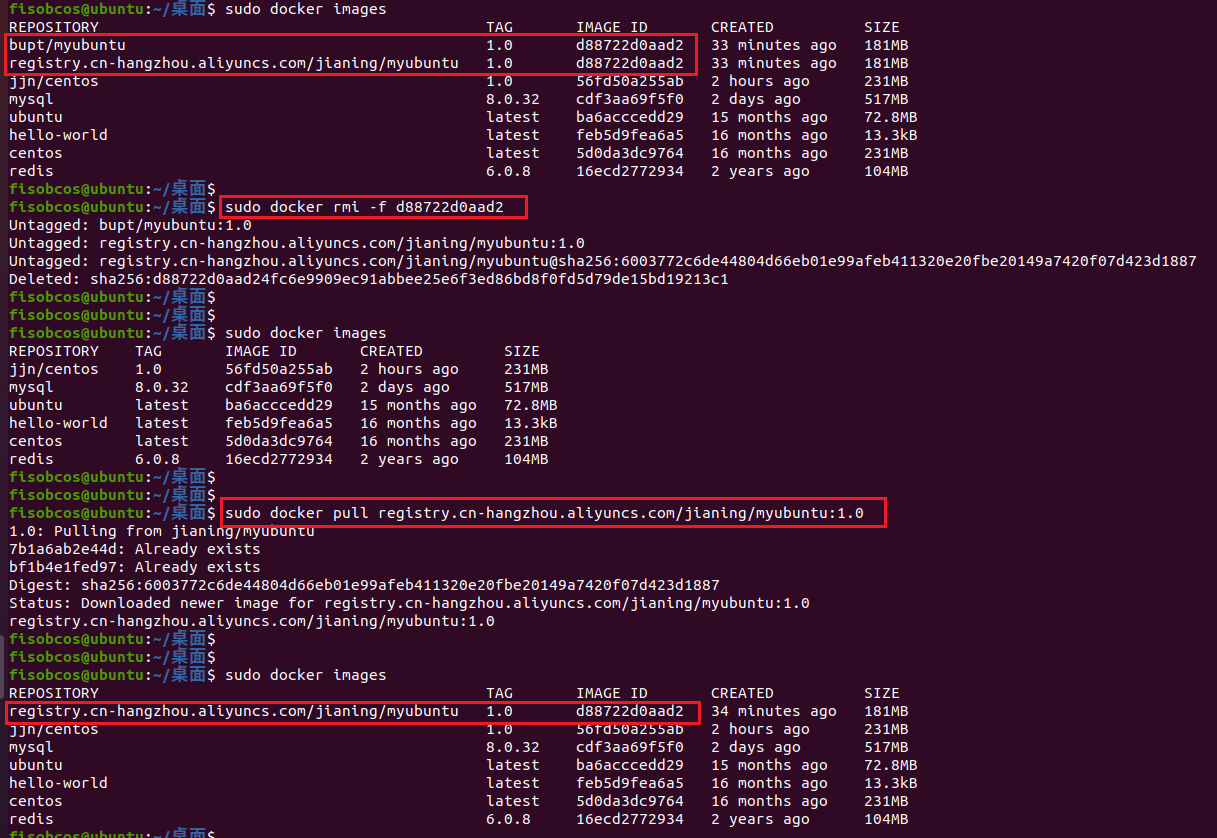 fisobcos@ubuntu:~/桌面$ sudo docker images
REPOSITORY TAG IMAGE ID CREATED SIZE
bupt/myubuntu 1.0 d88722d0aad2 33 minutes ago 181MB
registry.cn-hangzhou.aliyuncs.com/jianing/myubuntu 1.0 d88722d0aad2 33 minutes ago 181MB
jjn/centos 1.0 56fd50a255ab 2 hours ago 231MB
mysql 8.0.32 cdf3aa69f5f0 2 days ago 517MB
ubuntu latest ba6acccedd29 15 months ago 72.8MB
hello-world latest feb5d9fea6a5 16 months ago 13.3kB
centos latest 5d0da3dc9764 16 months ago 231MB
redis 6.0.8 16ecd2772934 2 years ago 104MB
fisobcos@ubuntu:~/桌面$
fisobcos@ubuntu:~/桌面$ sudo docker rmi -f d88722d0aad2
Untagged: bupt/myubuntu:1.0
Untagged: registry.cn-hangzhou.aliyuncs.com/jianing/myubuntu:1.0
Untagged: registry.cn-hangzhou.aliyuncs.com/jianing/myubuntu@sha256:6003772c6de44804d66eb01e99afeb411320e20fbe20149a7420f07d423d1887
Deleted: sha256:d88722d0aad24fc6e9909ec91abbee25e6f3ed86bd8f0fd5d79de15bd19213c1
fisobcos@ubuntu:~/桌面$
fisobcos@ubuntu:~/桌面$
fisobcos@ubuntu:~/桌面$ sudo docker images
REPOSITORY TAG IMAGE ID CREATED SIZE
jjn/centos 1.0 56fd50a255ab 2 hours ago 231MB
mysql 8.0.32 cdf3aa69f5f0 2 days ago 517MB
ubuntu latest ba6acccedd29 15 months ago 72.8MB
hello-world latest feb5d9fea6a5 16 months ago 13.3kB
centos latest 5d0da3dc9764 16 months ago 231MB
redis 6.0.8 16ecd2772934 2 years ago 104MB
fisobcos@ubuntu:~/桌面$
fisobcos@ubuntu:~/桌面$
fisobcos@ubuntu:~/桌面$ sudo docker pull registry.cn-hangzhou.aliyuncs.com/jianing/myubuntu:1.0
1.0: Pulling from jianing/myubuntu
7b1a6ab2e44d: Already exists
bf1b4e1fed97: Already exists
Digest: sha256:6003772c6de44804d66eb01e99afeb411320e20fbe20149a7420f07d423d1887
Status: Downloaded newer image for registry.cn-hangzhou.aliyuncs.com/jianing/myubuntu:1.0
registry.cn-hangzhou.aliyuncs.com/jianing/myubuntu:1.0
fisobcos@ubuntu:~/桌面$
fisobcos@ubuntu:~/桌面$
fisobcos@ubuntu:~/桌面$ sudo docker images
REPOSITORY TAG IMAGE ID CREATED SIZE
registry.cn-hangzhou.aliyuncs.com/jianing/myubuntu 1.0 d88722d0aad2 34 minutes ago 181MB
jjn/centos 1.0 56fd50a255ab 2 hours ago 231MB
mysql 8.0.32 cdf3aa69f5f0 2 days ago 517MB
ubuntu latest ba6acccedd29 15 months ago 72.8MB
hello-world latest feb5d9fea6a5 16 months ago 13.3kB
centos latest 5d0da3dc9764 16 months ago 231MB
redis 6.0.8 16ecd2772934 2 years ago 104MB
fisobcos@ubuntu:~/桌面$